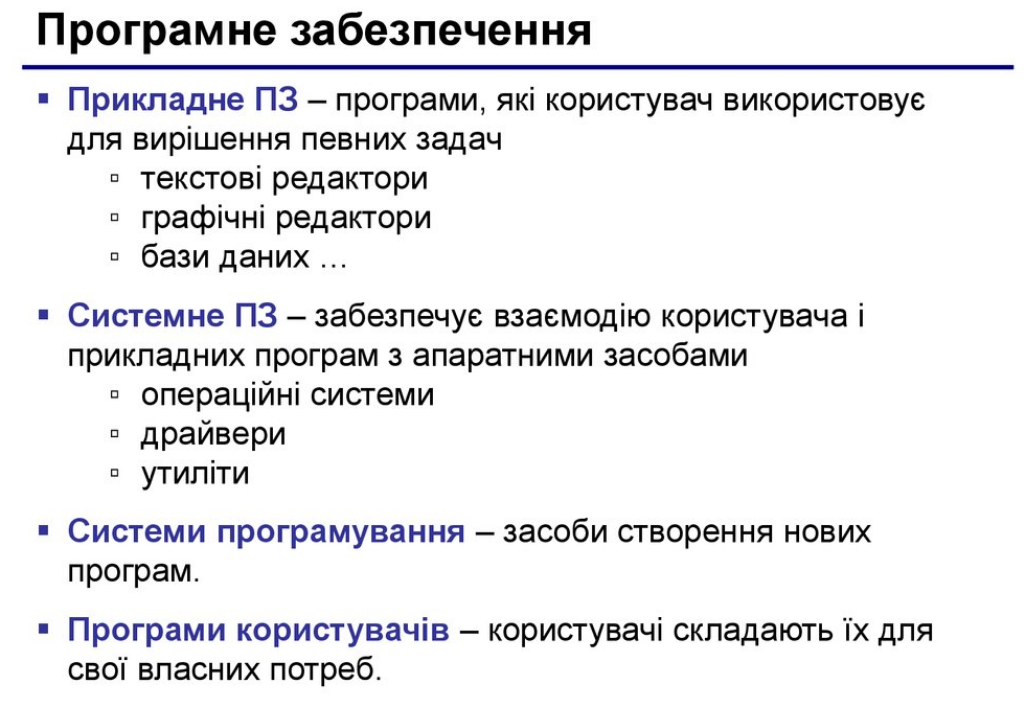 Програмне забезпечення
▪ Прикладне ПЗ – програми, які користувач використовує
для вирішення певних задач
▫ текстові редактори
▫ графічні редактори
▫ бази даних …
▪ Системне ПЗ – забезпечує взаємодію користувача і
прикладних програм з апаратними засобами
▫ операційні системи
▫ драйвери
▫ утиліти
▪ Системи програмування – засоби створення нових
програм.
▪ Програми користувачів – користувачі складають їх для
свої власних потреб.